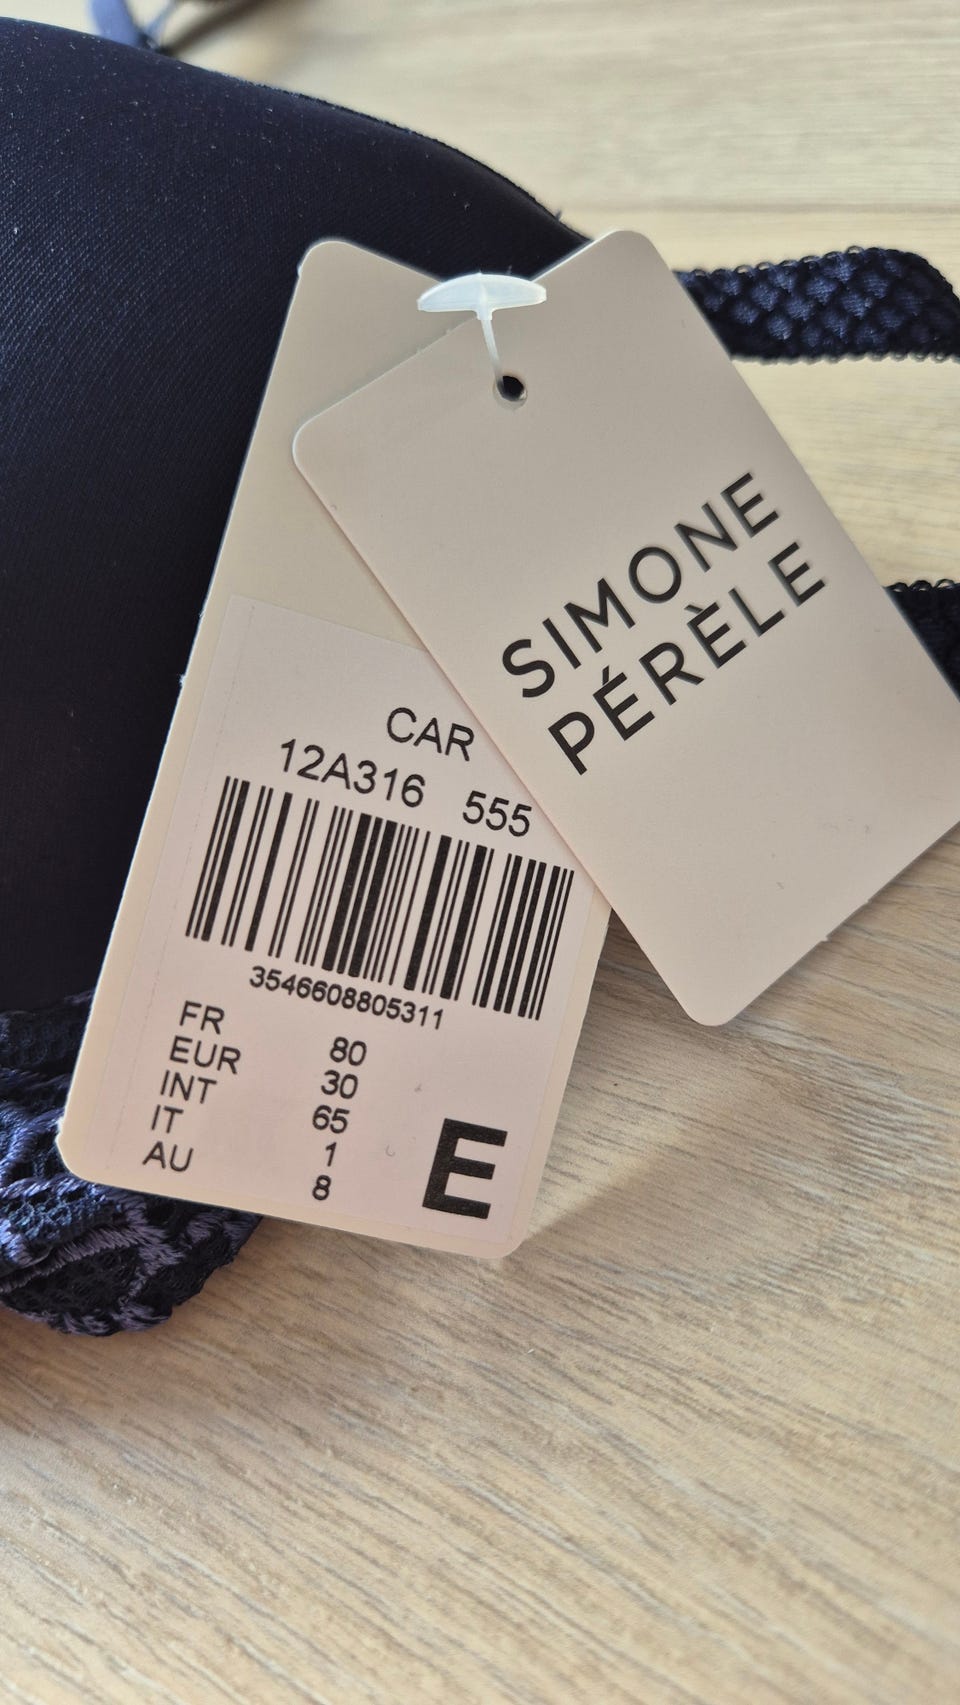 SIMONE
PÉRÈLE
CAR
12A316 555
3546608805311
FR 80
EUR 30
INT 65
IT 1
AU 8
E